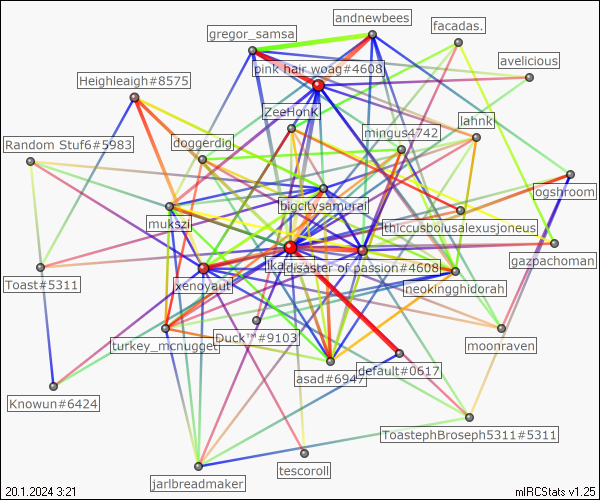 andnewbees
facadas.
gregor_samsa
avelicious
pink hair woag#4608
Heighleaigh#8575
ZeeHonk
lahnk
mingus4742
doggerdig
Random Stuf6#5983
ogshroom
bigcitysamurai
mukszi
thiccusboiusalexusjoneus
gazpachoman
disaster of passion#4608
Toast#5311
xenoyaut
neokingghidorah
turkey_mcnugget
Duck™#9103
moonraven
default#0617
asad#6947
Knowun#6424
ToastephBroseph5311#5311
tescoroll
jarlbreadmaker
20.1.2024 3:21
mIRCStats v1.25